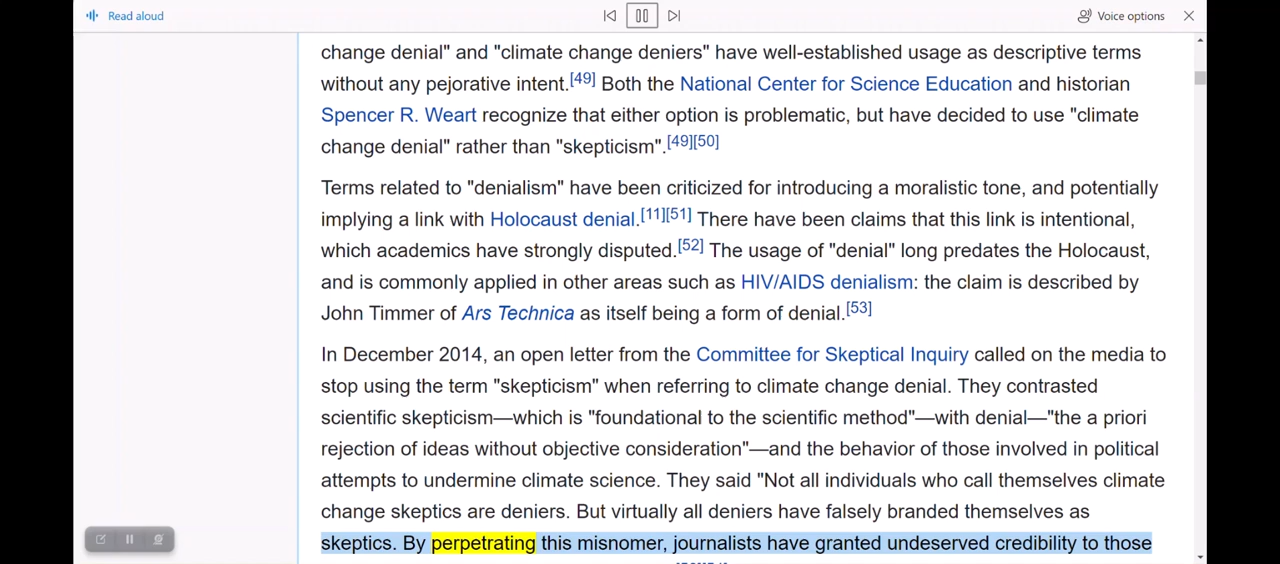 Read aloud
Voice options
change denial" and "climate change deniers" have well-established usage as descriptive terms
without any pejorative intent.[49] Both the National Center for Science Education and historian
Spencer R. Weart recognize that either option is problematic, but have decided to use "climate
change denial" rather than "skepticism".[49][50]
Terms related to "denialism" have been criticized for introducing a moralistic tone, and potentially
implying a link with Holocaust denial.[11][51] There have been claims that this link is intentional,
which academics have strongly disputed.[52] The usage of "denial" long predates the Holocaust,
and is commonly applied in other areas such as HIV/AIDS denialism: the claim is described by
John Timmer of Ars Technica as itself being a form of denial.[53]
In December 2014, an open letter from the Committee for Skeptical Inquiry called on the media to
stop using the term "skepticism" when referring to climate change denial. They contrasted
scientific skepticism—which is "foundational to the scientific method"—with denial—"the a priori
rejection of ideas without objective consideration"—and the behavior of those involved in political
attempts to undermine climate science. They said "Not all individuals who call themselves climate
change skeptics are deniers. But virtually all deniers have falsely branded themselves as
skeptics. By perpetrating this misnomer, journalists have granted undeserved credibility to those